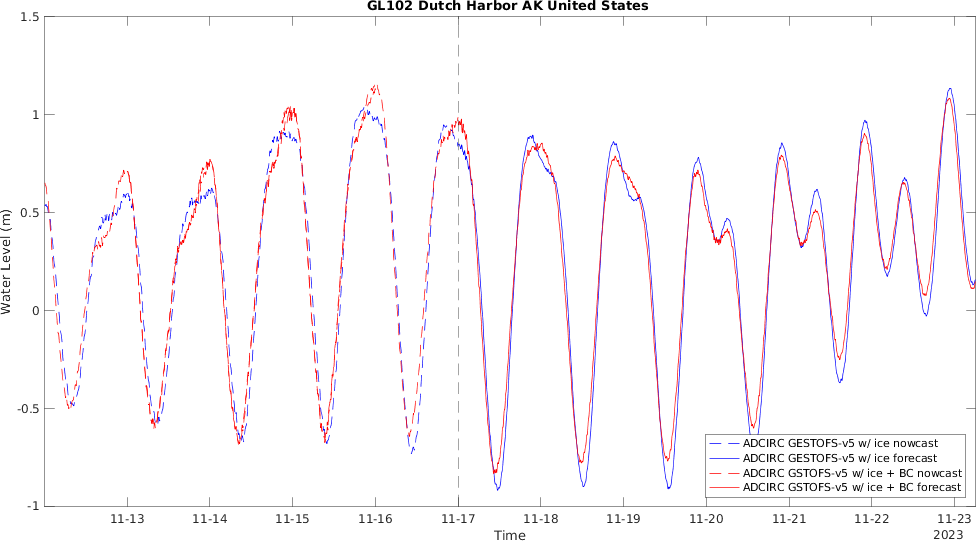 GL102 Dutch Harbor AK United States
1.5
1
0.5
0
-0.5
-1
Water Level (m)
ADCIRC GESTOFS-v5 w/ ice nowcast
ADCIRC GESTOFS-v5 w/ ice forecast
ADCIRC GSTOFS-v5 w/ ice + BC nowcast
ADCIRC GSTOFS-v5 w/ ice + BC forecast
11-13 11-14 11-15 11-16 11-17 11-18 11-19 11-20 11-21 11-22 11-23
Time
2023